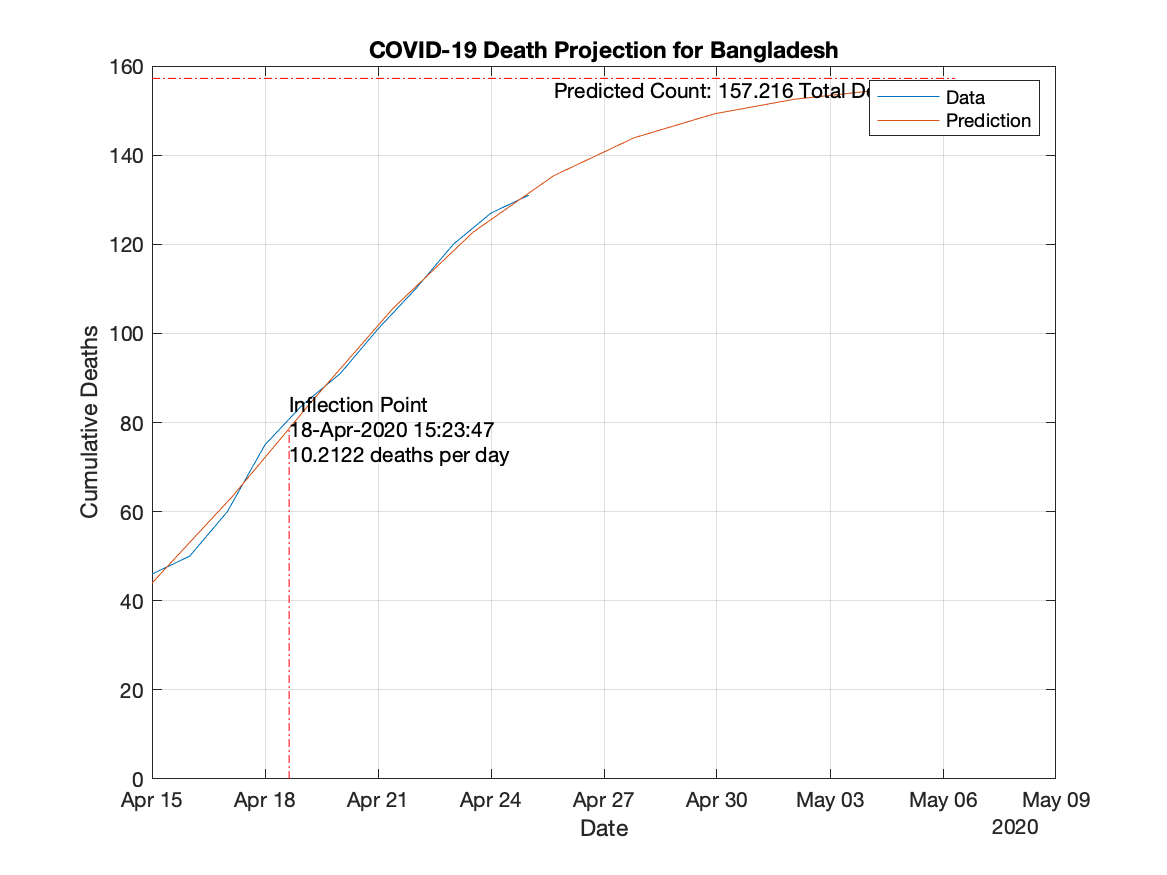 COVID-19 Death Projection for Bangladesh
160
140
120
100
80
60
40
20
0
Cumulative Deaths
Predicted Count: 157.216 Total
Data
Prediction
Inflection Point
18-Apr-2020 15:23:47
10.2122 deaths per day
Apr 15
Apr 18
Apr 21
Apr 24
Apr 27
Apr 30
May 03
May 06
May 09
Date
2020